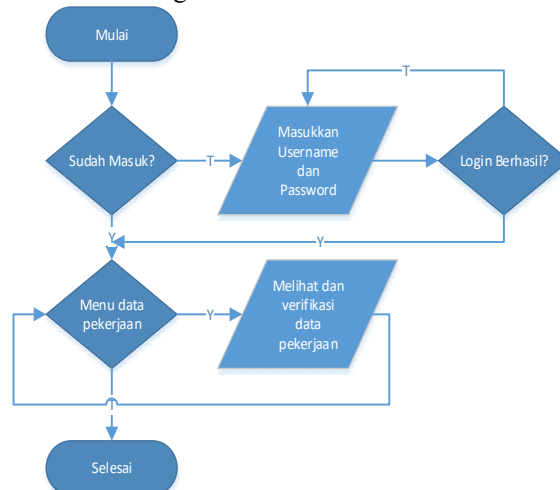 Mulai
T
Masukkan
Username
dan
Password
Sudah Masuk?
T
Login Berhasil?
Y
Y
Menu data
pekerjaan
Y
Melihat dan
verifikasi
data
pekerjaan
T
Selesai